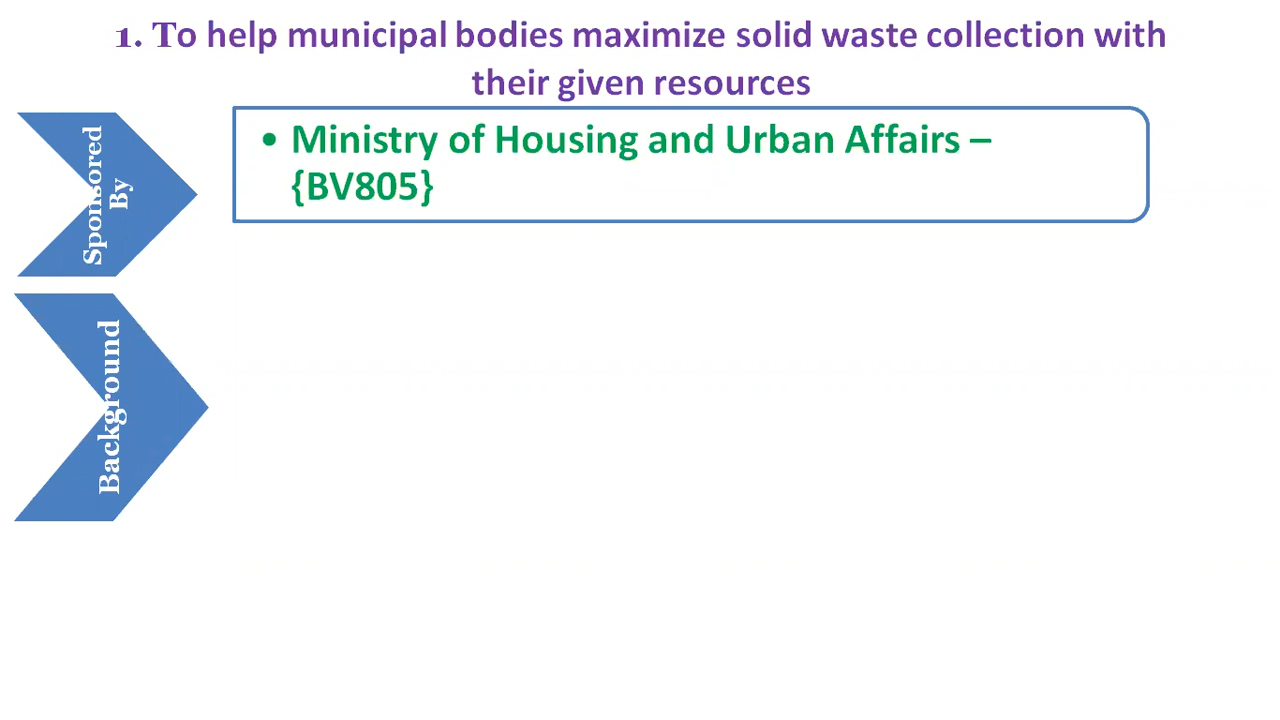 1. To help municipal bodies maximize solid waste collection with
their given resources
Sponsored
By
• Ministry of Housing and Urban Affairs –
{BV805}
Background